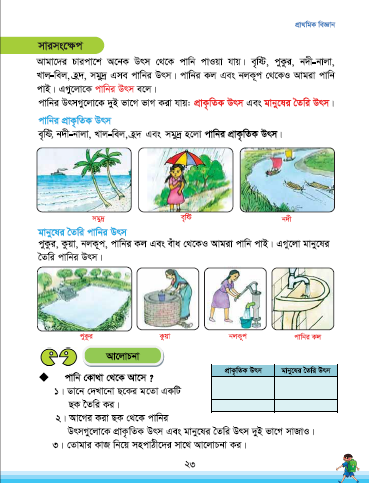 প্রাথমিক বিজ্ঞান
সারসংক্ষেপ
আমাদের চারপাশে অনেক উৎস থেকে পানি পাওয়া যায়। বৃষ্টি, পুকুর, নদী-নালা,
খাল-বিল, হ্রদ, সমুদ্র এসব পানির উৎস। পানির কল এবং নলকূপ থেকেও আমরা পানি
পাই। এগুলোকে পানির উৎস বলে।
পানির উৎসগুলোকে দুই ভাগে ভাগ করা যায়: প্রাকৃতিক উৎস এবং মানুষের তৈরি উৎস।
পানির প্রাকৃতিক উৎস
বৃষ্টি, নদী-নালা, খাল-বিল, হ্রদ এবং সমুদ্র হলো পানির প্রাকৃতিক উৎস।
সমুদ্র
বৃষ্টি
নদী
মানুষের তৈরি পানির উৎস
পুকুর, কুয়া, নলকূপ, পানির কল এবং বাঁধ থেকেও আমরা পানি পাই। এগুলো মানুষের
তৈরি পানির উৎস।
পুকুর
কুয়া
নলকূপ
পানির কল
আলোচনা
পানি কোথা থেকে আসে ?
১। ডানে দেখানো ছকের মতো একটি
ছক তৈরি কর।
২। আগের করা ছক থেকে পানির
উৎসগুলোকে প্রাকৃতিক উৎস এবং মানুষের তৈরি উৎস দুই ভাগে সাজাও।
৩। তোমার কাজ নিয়ে সহপাঠীদের সাথে আলোচনা কর।
প্রাকৃতিক উৎস
মানুষের তৈরি উৎস
২৩